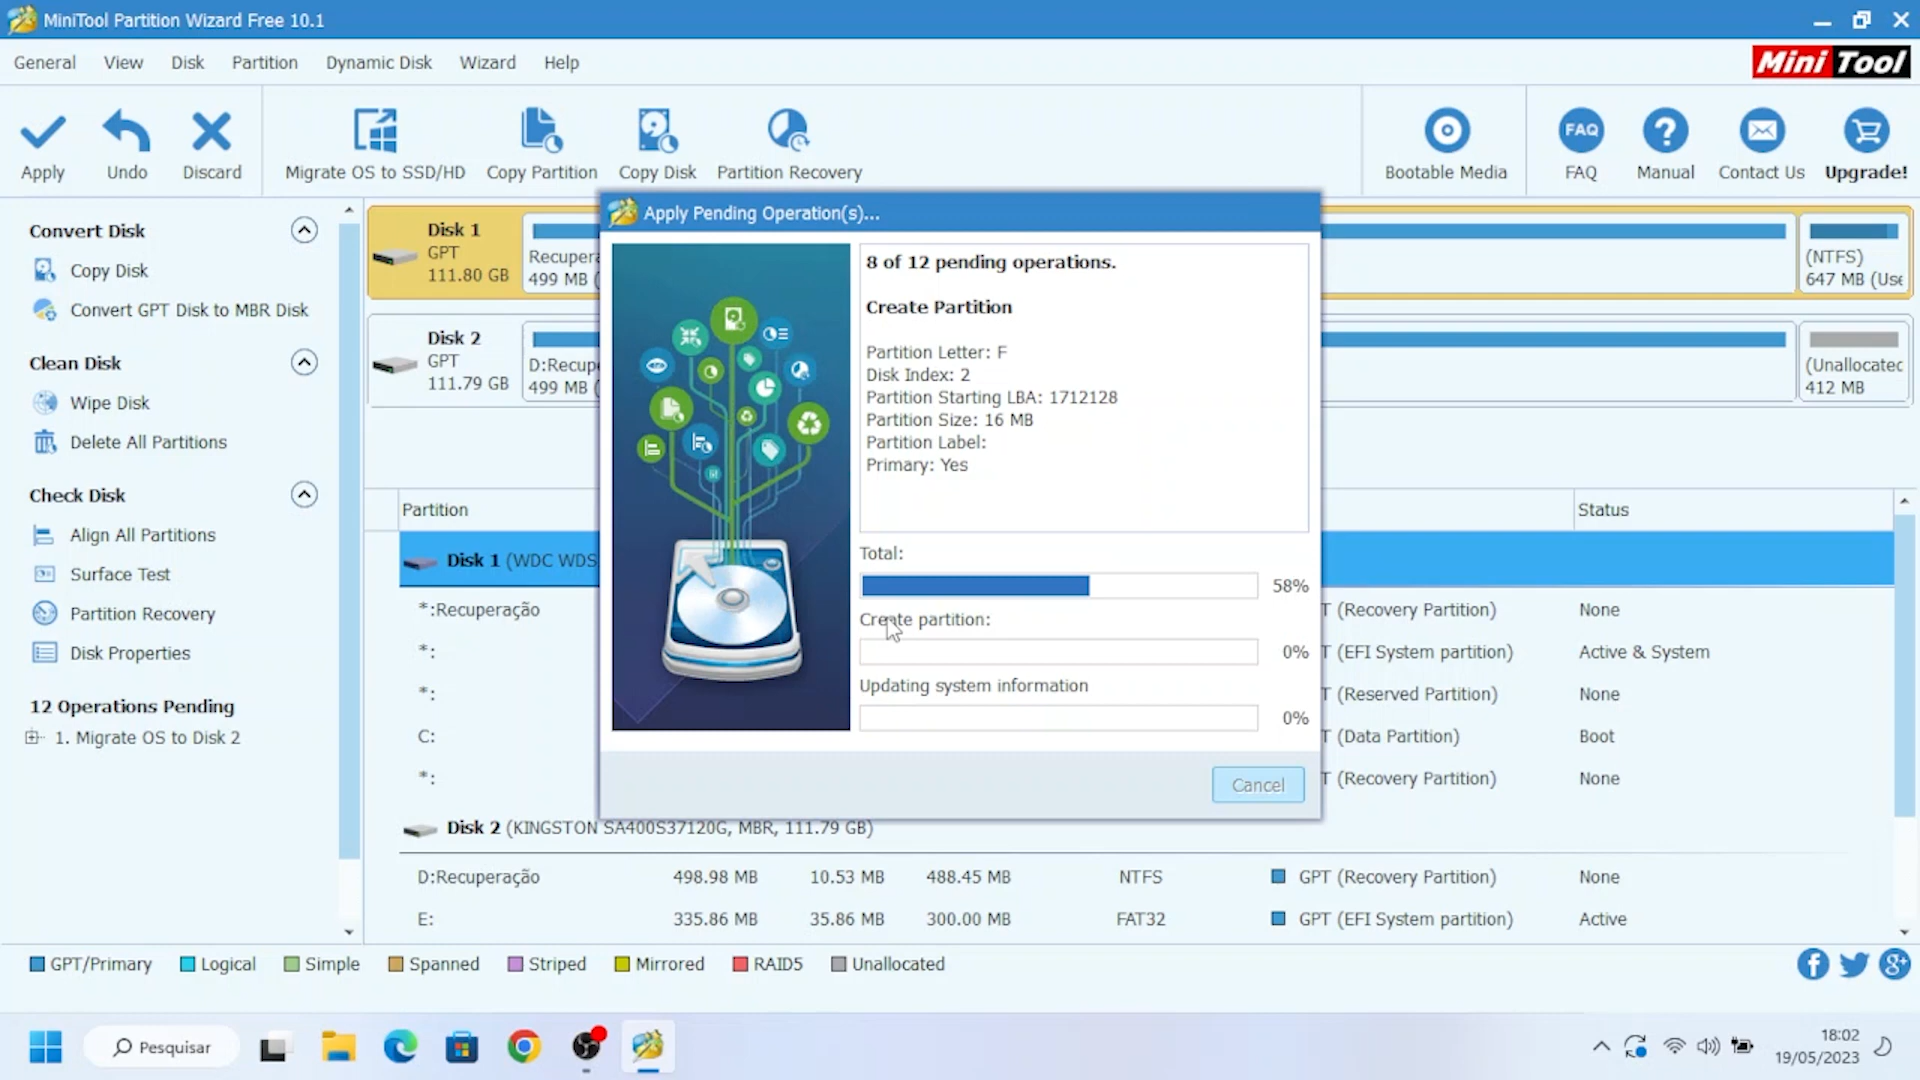 MiniTool Partition Wizard Free 10.1
General View Disk Partition Dynamic Disk Wizard Help
Mini Tool
Apply Undo Discard Migrate OS to SSD/HD Copy Partition Copy Disk Partition Recovery Bootable Media FAQ Manual Contact Us Upgrade!
FAQ
Convert Disk
Copy Disk
Convert GPT Disk to MBR Disk
Clean Disk
Wipe Disk
Delete All Partitions
Check Disk
Align All Partitions
Surface Test
Partition Recovery
Disk Properties
12 Operations Pending
1. Migrate OS to Disk 2
Disk 1
GPT
111.80 GB
Recupera
499 MB (
(NTFS)
647 MB (Use
Disk 2
GPT
111.79 GB
D:Recup
499 MB (
(Unallocatec
412 MB
Apply Pending Operation(s)...
8 of 12 pending operations.
Create Partition
Partition Letter: F
Disk Index: 2
Partition Starting LBA: 1712128
Partition Size: 16 MB
Partition Label:
Primary: Yes
Total:
58%
Create partition:
0%
Updating system information
0%
Cancel
Partition Status
Disk 1 (WDC WDS
*:Recuperação T (Recovery Partition) None
*: T (EFI System partition) Active & System
*: T (Reserved Partition) None
C: T (Data Partition) Boot
*: T (Recovery Partition) None
Disk 2 (KINGSTON SA400S37120G, MBR, 111.79 GB)
D:Recuperação 498.98 MB 10.53 MB 488.45 MB NTFS GPT (Recovery Partition) None
E: 335.86 MB 35.86 MB 300.00 MB FAT32 GPT (EFI System partition) Active
GPT/Primary Logical Simple Spanned Striped Mirrored RAID5 Unallocated
Pesquisar
18:02
19/05/2023